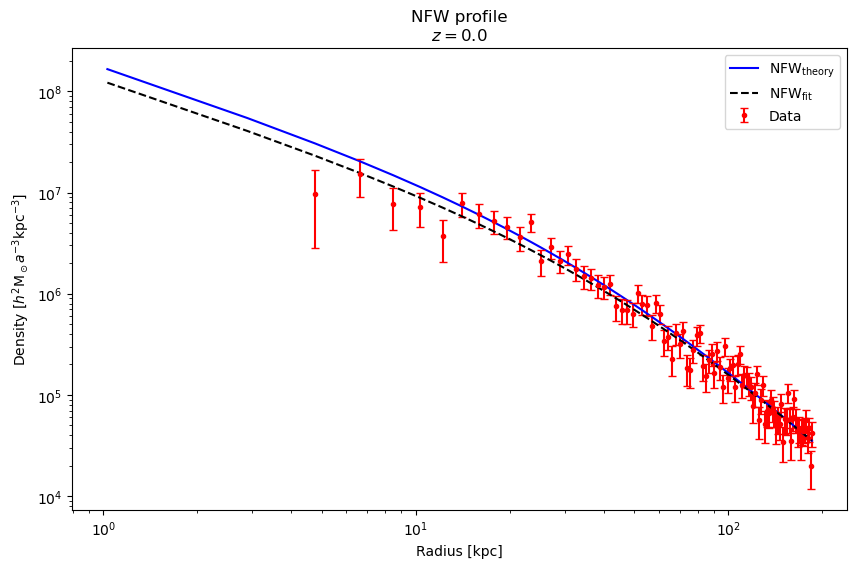 NFW profile
z = 0.0
NFW_theory
NFW_fit
Data
Density [h^2 M_⊙ a^-3 kpc^-3]
10^8
10^7
10^6
10^5
10^4
10^0
10^1
10^2
Radius [kpc]